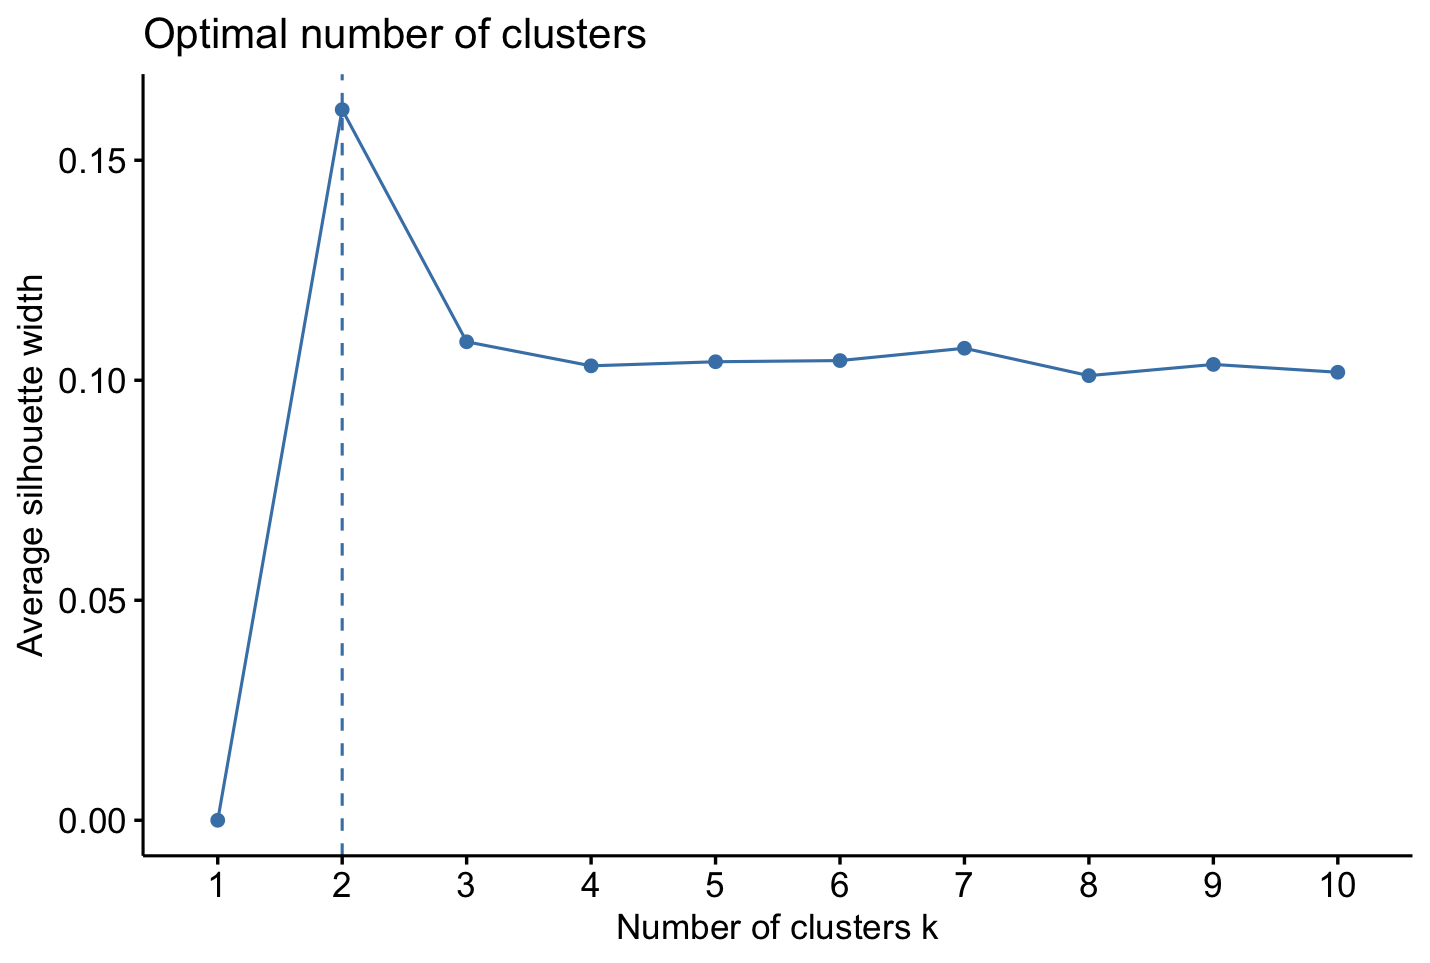 Optimal number of clusters
Average silhouette width
0.15
0.10
0.05
0.00
1 2 3 4 5 6 7 8 9 10
Number of clusters k